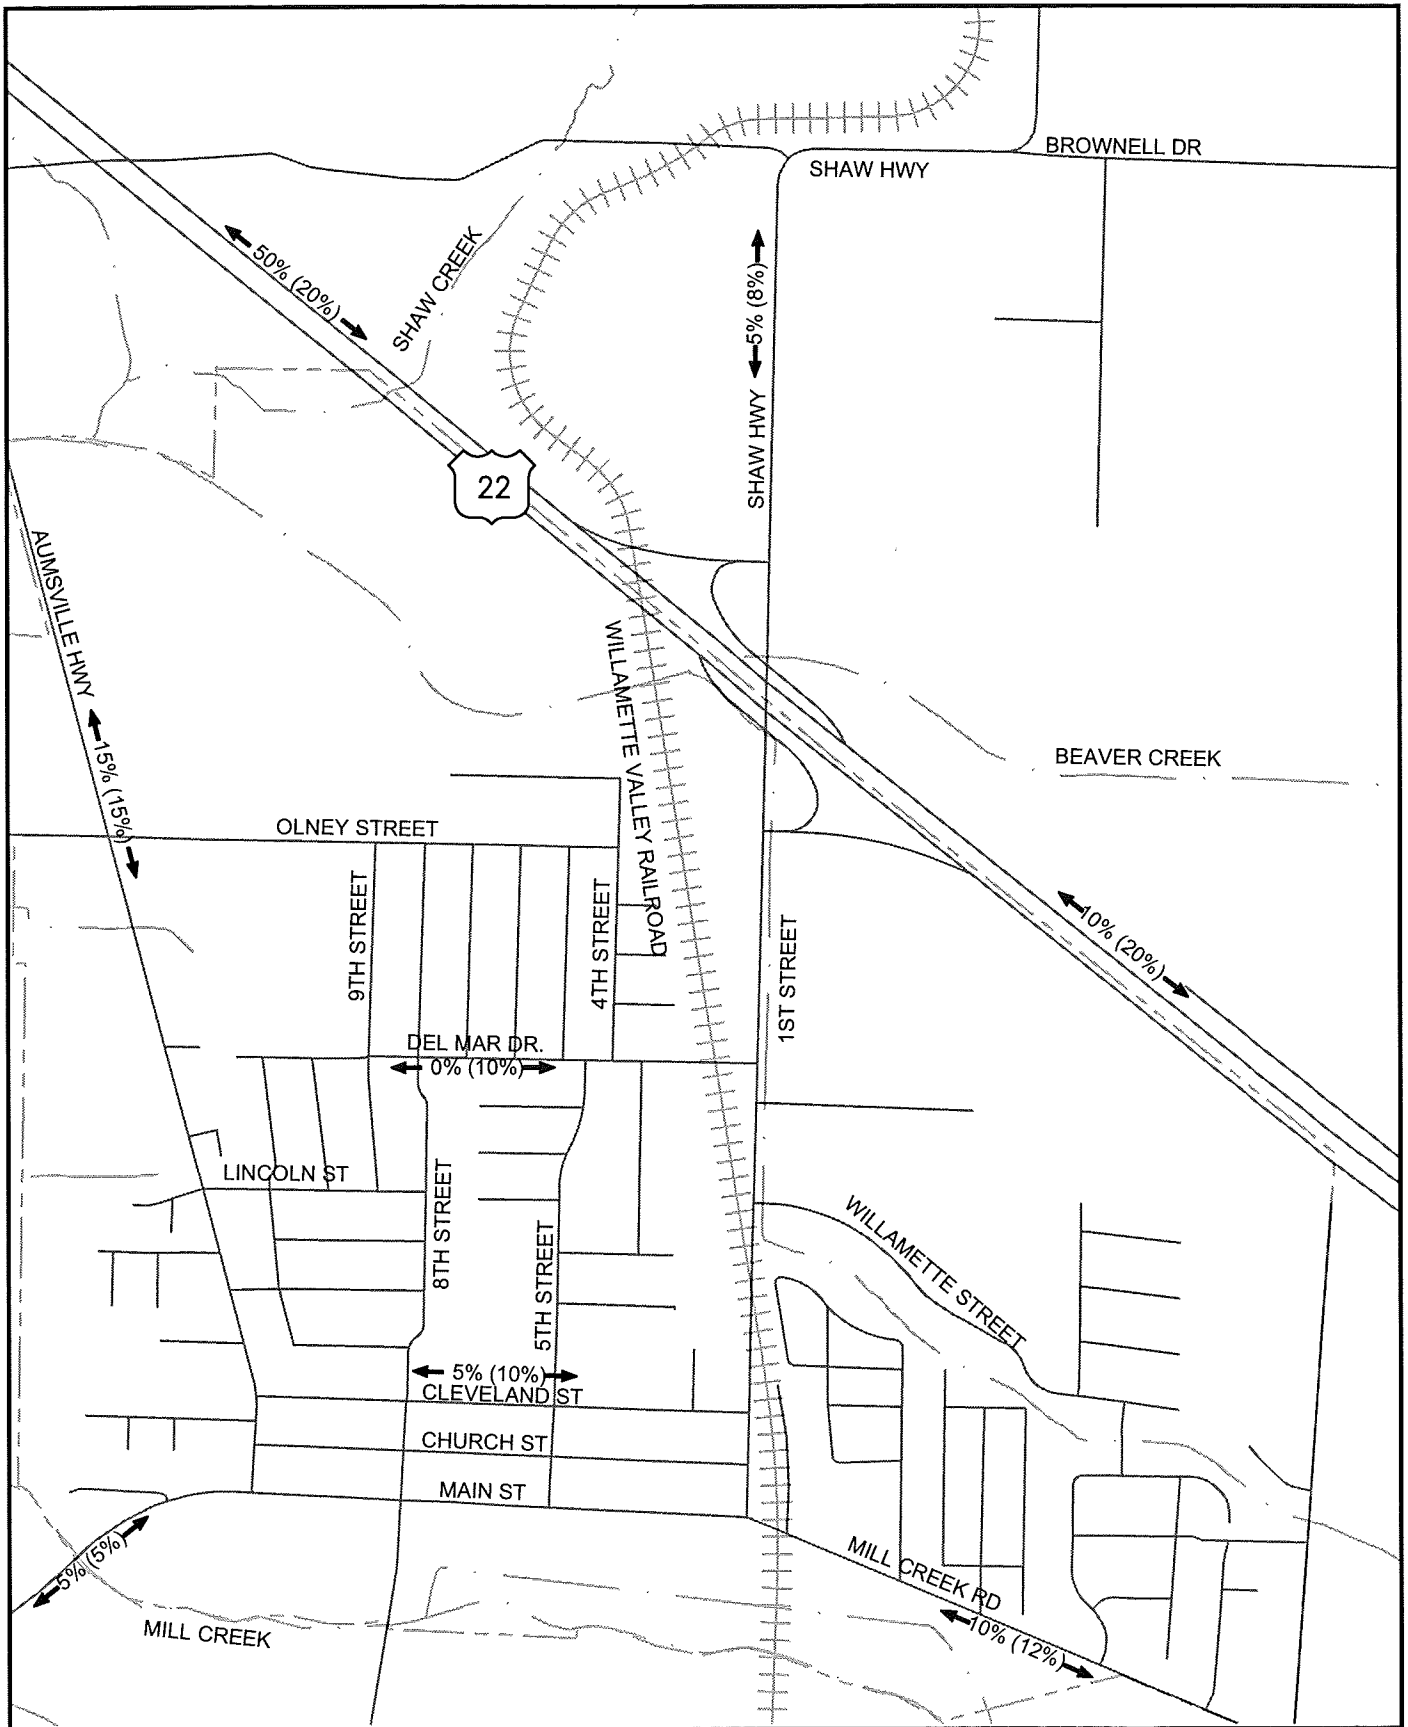 BROWNELL DR
SHAW HWY
50% (20%)
SHAW CREEK
5% (8%)
SHAW HWY
22
AUMSVILLE HWY
15% (15%)
WILLAMETTE VALLEY RAILROAD
BEAVER CREEK
OLNEY STREET
9TH STREET
4TH STREET
1ST STREET
10% (20%)
DEL MAR DR.
0% (10%)
LINCOLN ST
8TH STREET
5TH STREET
WILLAMETTE STREET
5% (10%)
CLEVELAND ST
CHURCH ST
MAIN ST
5% (5%)
MILL CREEK RD
10% (12%)
MILL CREEK